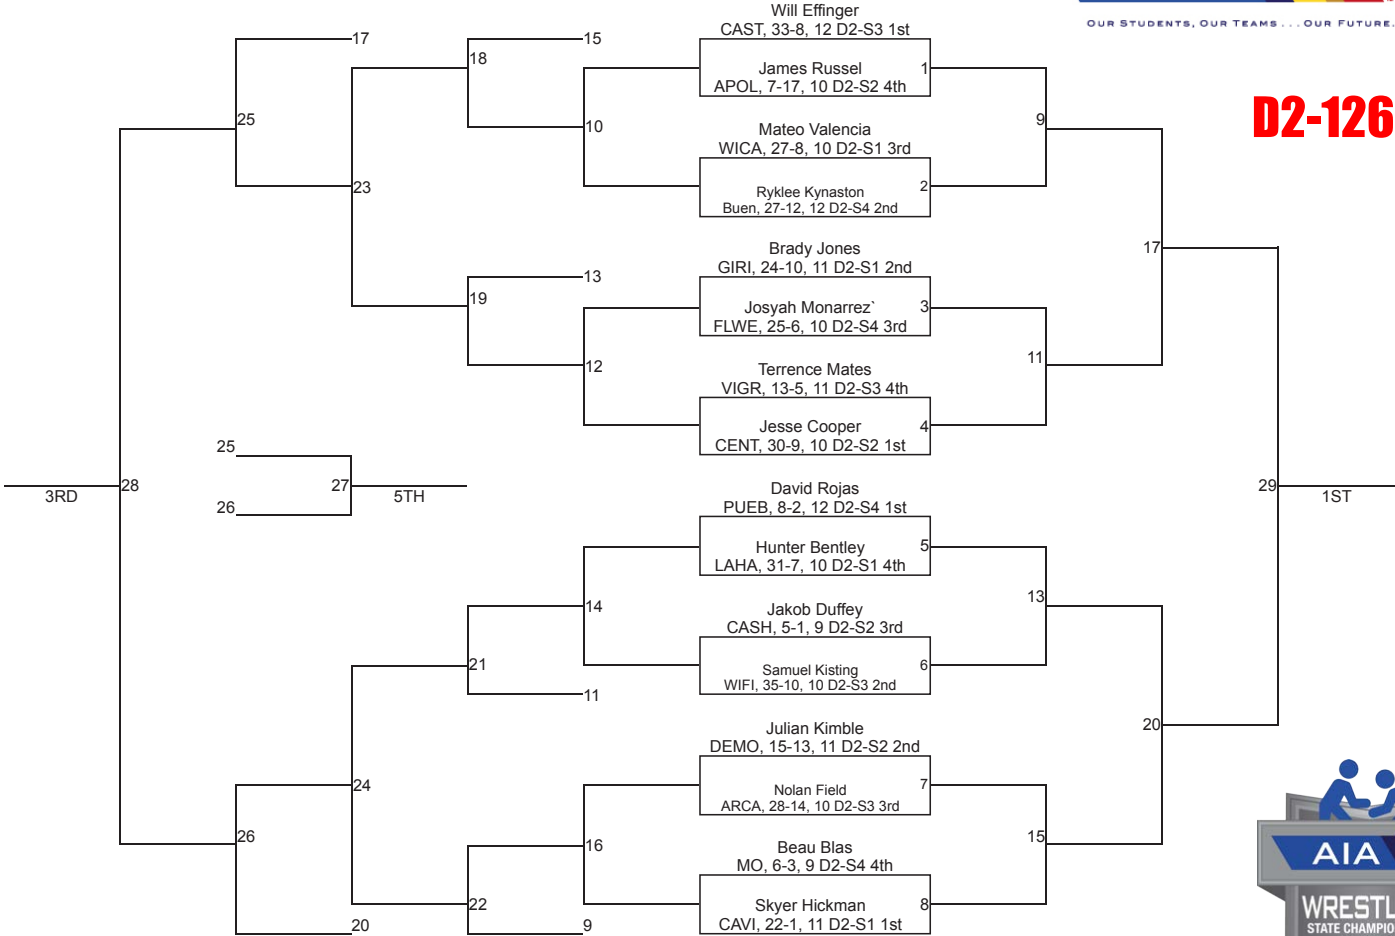 Will Effinger
CAST, 33-8, 12 D2-S3 1st
OUR STUDENTS, OUR TEAMS . . . OUR FUTURE.
17
15
18
James Russel
1
APOL, 7-17, 10 D2-S2 4th
D2-126
25
10
9
Mateo Valencia
WICA, 27-8, 10 D2-S1 3rd
23
Ryklee Kynaston
2
Buen, 27-12, 12 D2-S4 2nd
Brady Jones
17
GIRI, 24-10, 11 D2-S1 2nd
13
19
Josyah Monarrez`
3
FLWE, 25-6, 10 D2-S4 3rd
12
11
Terrence Mates
VIGR, 13-5, 11 D2-S3 4th
Jesse Cooper
4
CENT, 30-9, 10 D2-S2 1st
25
3RD
28
27
5TH
David Rojas
29
1ST
26
PUEB, 8-2, 12 D2-S4 1st
Hunter Bentley
5
LAHA, 31-7, 10 D2-S1 4th
14
13
Jakob Duffey
CASH, 5-1, 9 D2-S2 3rd
21
Samuel Kisting
6
WIFI, 35-10, 10 D2-S3 2nd
11
Julian Kimble
20
DEMO, 15-13, 11 D2-S2 2nd
24
Nolan Field
7
ARCA, 28-14, 10 D2-S3 3rd
26
16
15
Beau Blas
MO, 6-3, 9 D2-S4 4th
AIA
22
Skyer Hickman
8
CAVI, 22-1, 11 D2-S1 1st
20
9